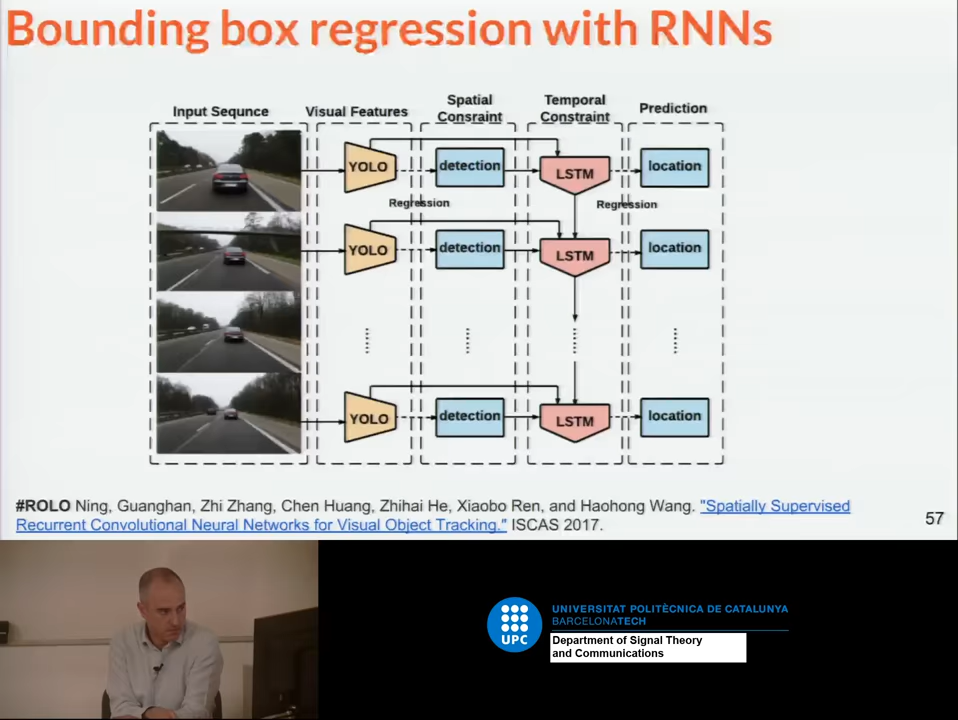 Bounding box regression with RNNs
Input Sequnce
Visual Features
Spatial
Consraint
Temporal
Constraint
Prediction
YOLO
detection
LSTM
location
Regression
Regression
YOLO
detection
LSTM
location
YOLO
detection
LSTM
location
#ROLO Ning, Guanghan, Zhi Zhang, Chen Huang, Zhihai He, Xiaobo Ren, and Haohong Wang. "Spatially Supervised
Recurrent Convolutional Neural Networks for Visual Object Tracking." ISCAS 2017.
57
UPC
UNIVERSITAT POLITÈCNICA DE CATALUNYA
BARCELONATECH
Department of Signal Theory
and Communications